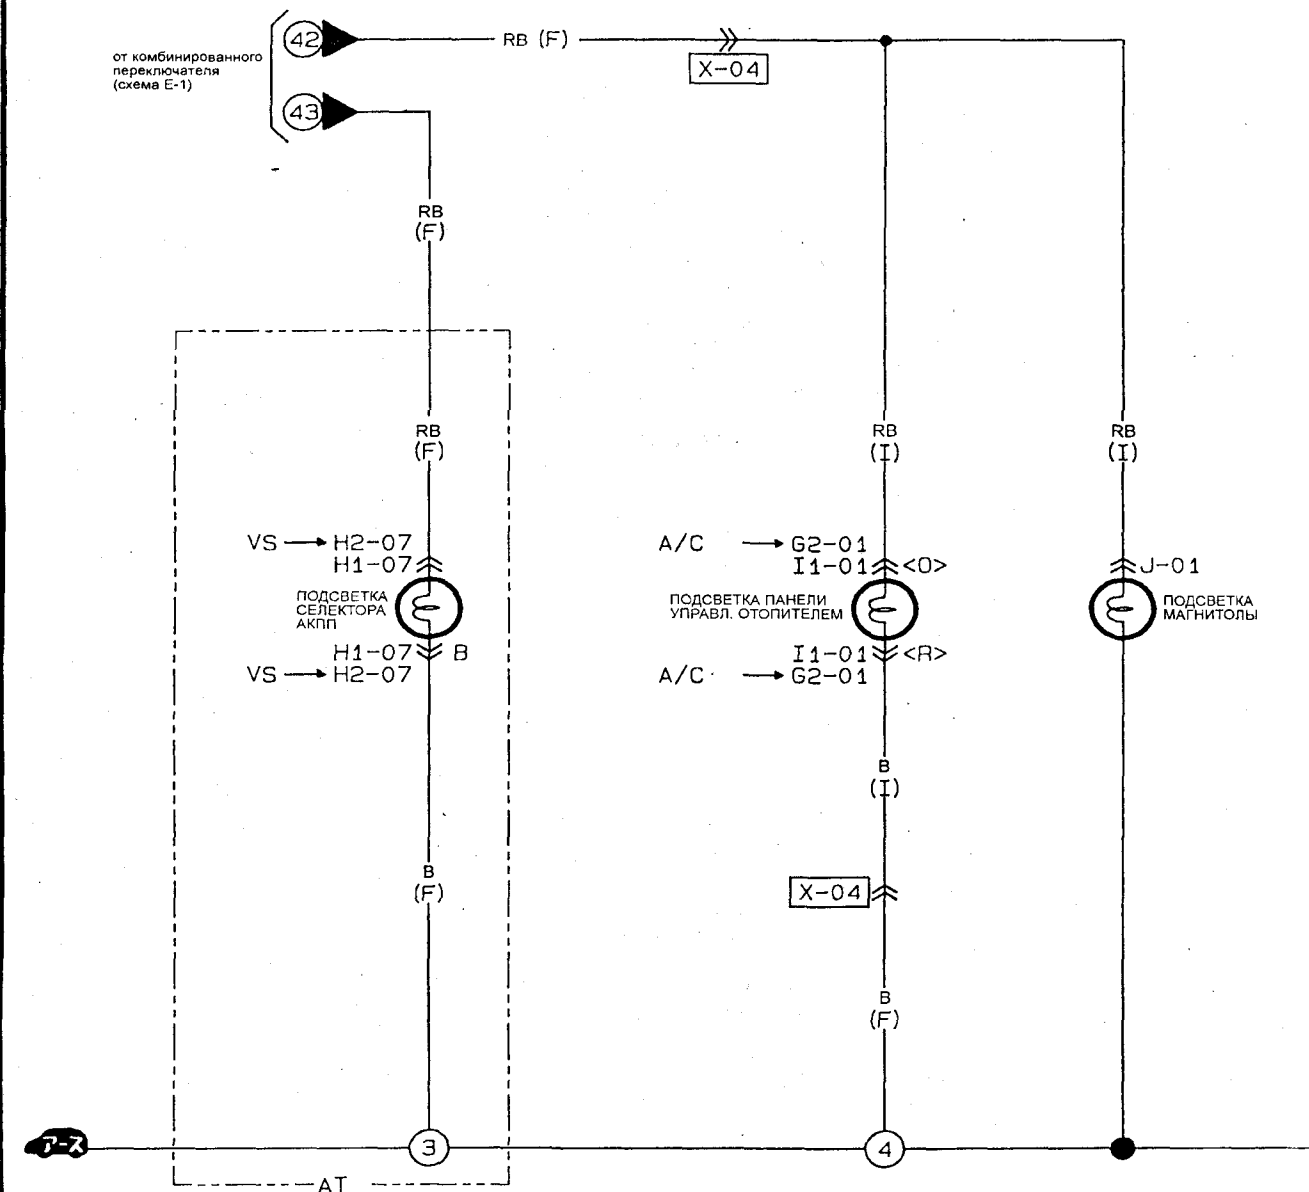 42
RB (F)
X-04
от комбинированного
переключателя
(схема Е-1)
43
RB
(F)
RB
(F)
RB
(I)
RB
(I)
VS → H2-07
H1-07
A/C → G2-01
I1-01 <O>
J-01
ПОДСВЕТКА
СЕЛЕКТОРА
АКПП
ПОДСВЕТКА ПАНЕЛИ
УПРАВЛ. ОТОПИТЕЛЕМ
ПОДСВЕТКА
МАГНИТОЛЫ
H1-07 B
VS → H2-07
I1-01 <R>
A/C → G2-01
B
(I)
B
(F)
X-04
B
(F)
アース
3
4
AT